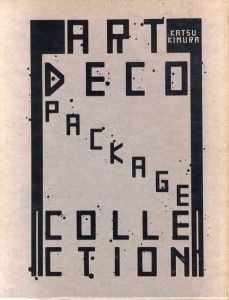 ART
KATSU
KIMURA
DECO
PACKAGE
COLLE
CTION